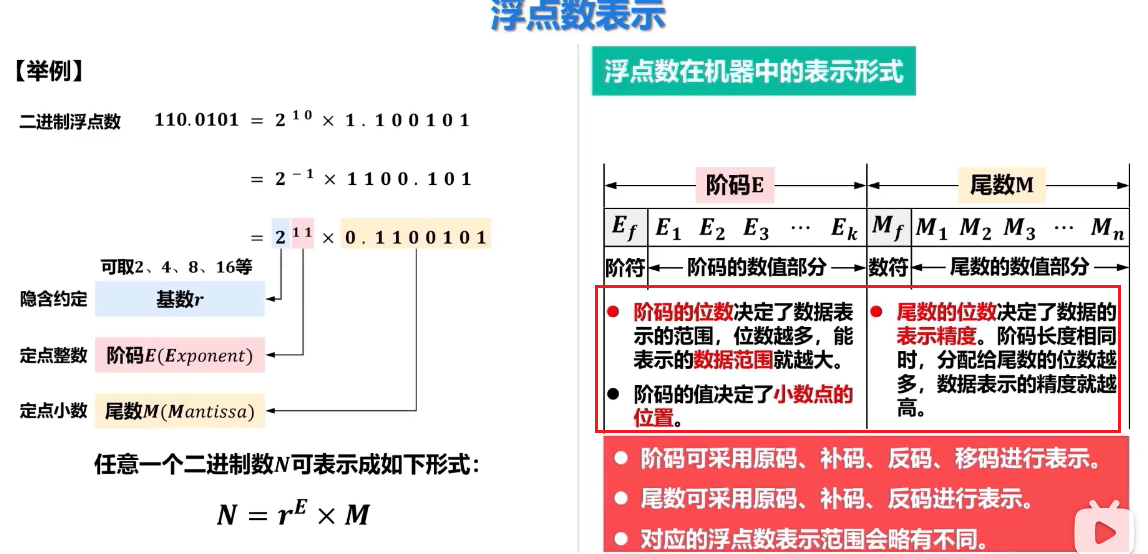 浮点数表示
【举例】
二进制浮点数 110.0101 = 2^10 × 1.100101
= 2^-1 × 1100.101
= 2^11 × 0.1100101
可取2、4、8、16等
隐含约定 基数r
定点整数 阶码E(Exponent)
定点小数 尾数M(Mantissa)
任意一个二进制数N可表示成如下形式：
N = r^E × M
浮点数在机器中的表示形式
阶码E 尾数M
E_f E_1 E_2 E_3 … E_k M_f M_1 M_2 M_3 … M_n
阶符 阶码的数值部分 数符 尾数的数值部分
● 阶码的位数决定了数据表
示的范围，位数越多，能
表示的数据范围就越大。
● 阶码的值决定了小数点的
位置。
● 尾数的位数决定了数据的
表示精度。阶码长度相同
时，分配给尾数的位数越
多，数据表示的精度就越
高。
● 阶码可采用原码、补码、反码、移码进行表示。
● 尾数可采用原码、补码、反码进行表示。
● 对应的浮点数表示范围会略有不同。